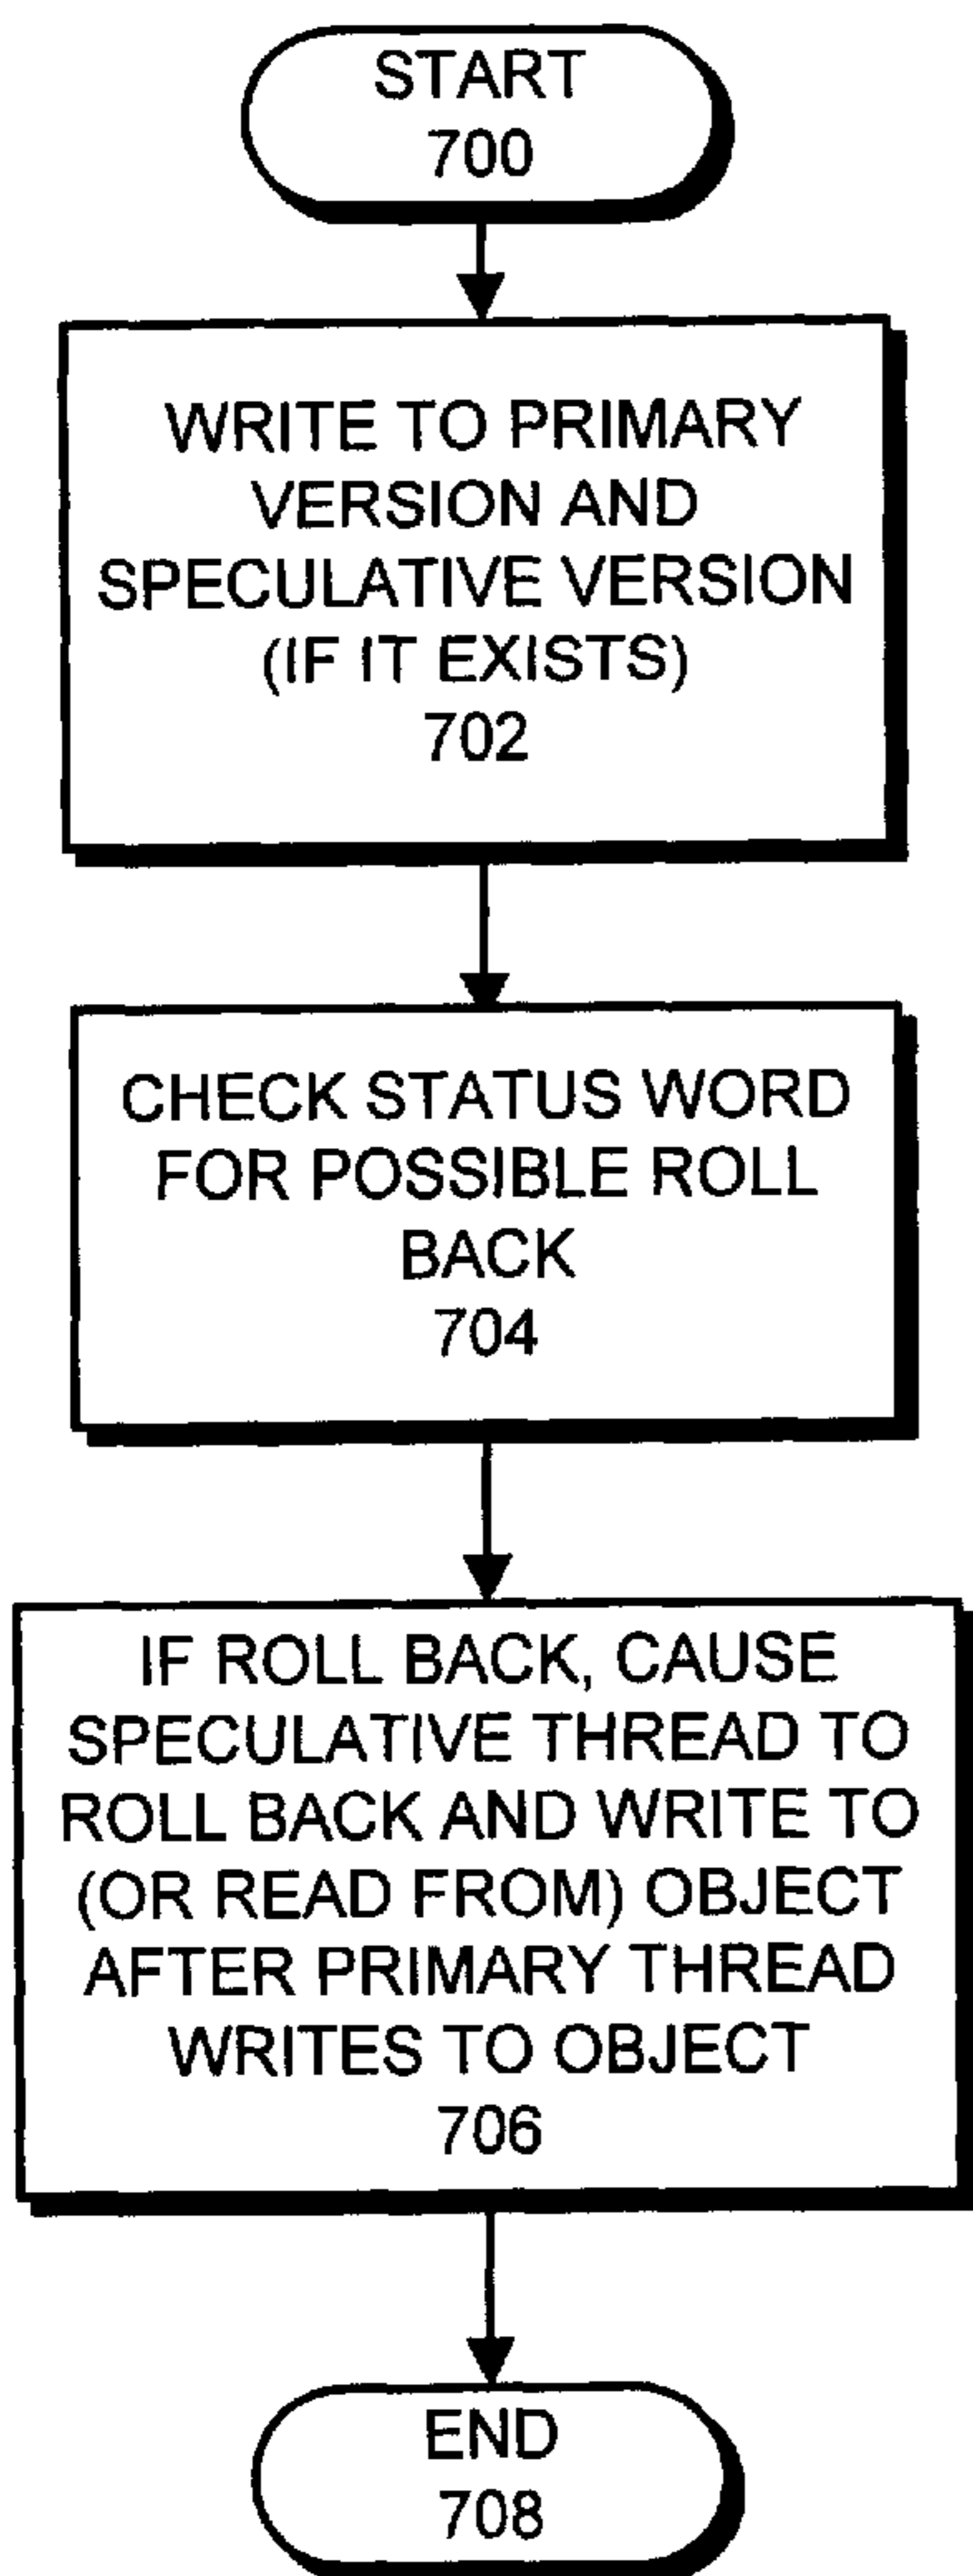 START
700
WRITE TO PRIMARY
VERSION AND
SPECULATIVE VERSION
(IF IT EXISTS)
702
CHECK STATUS WORD
FOR POSSIBLE ROLL
BACK
704
IF ROLL BACK, CAUSE
SPECULATIVE THREAD TO
ROLL BACK AND WRITE TO
(OR READ FROM) OBJECT
AFTER PRIMARY THREAD
WRITES TO OBJECT
706
END
708